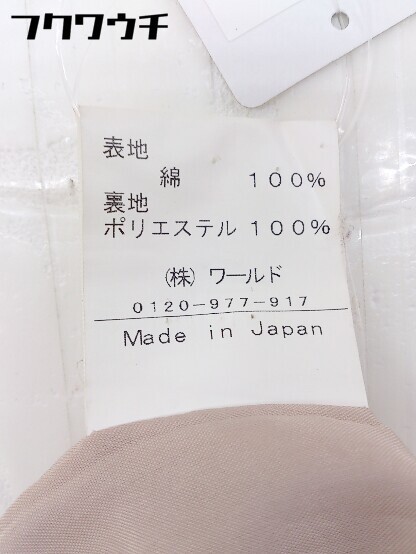 フクワウチ
表地
綿 100%
裏地
ポリエステル 100%
(株) ワールド
0120-977-917
Made in Japan